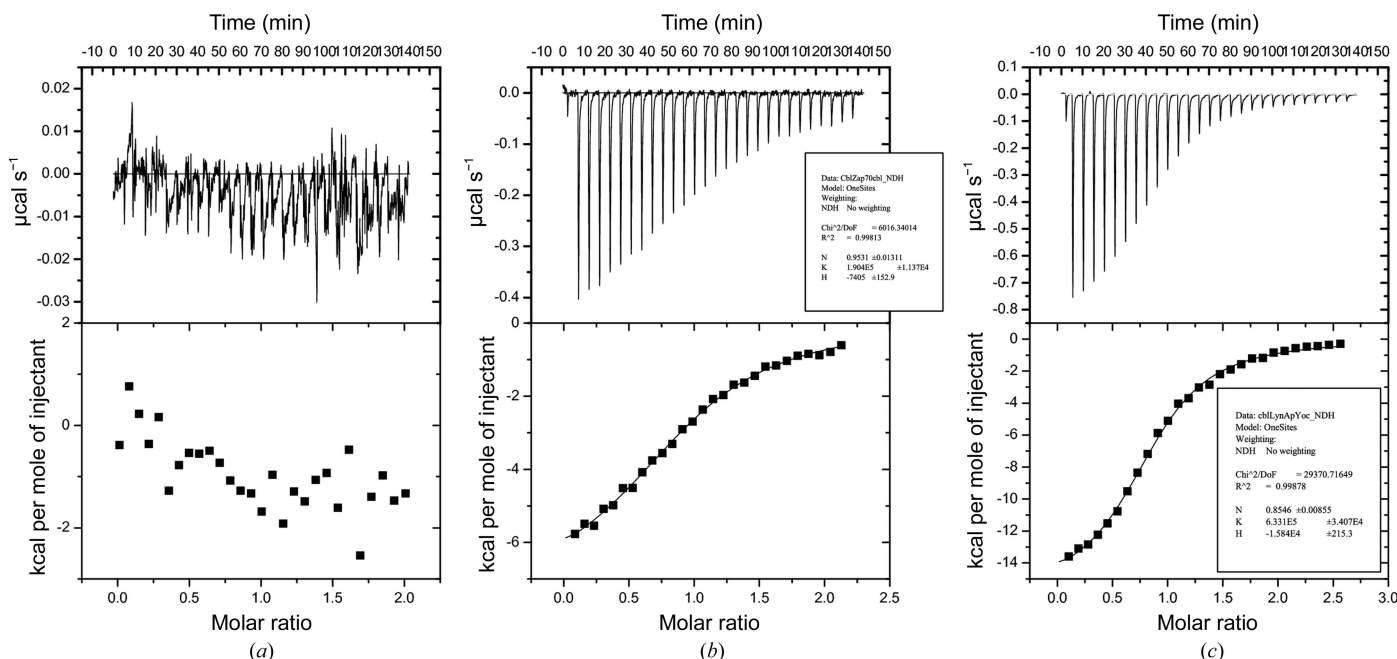 Time (min)
-10 0 10 20 30 40 50 60 70 80 90 100 110 120 130 140 150
0.02
0.01
0.00
-0.01
-0.02
-0.03
µcal s⁻¹
2
0
-2
kcal per mole of injectant
0.0 0.5 1.0 1.5 2.0
Molar ratio
(a)
Time (min)
-10 0 10 20 30 40 50 60 70 80 90 100 110 120 130 140 150
0.0
-0.1
-0.2
-0.3
-0.4
µcal s⁻¹
Data: CblZap70cbl_NDH
Model: OneSites
Weighting:
NDH No weighting
Chi^2/DoF = 6016.34014
R^2 = 0.99813
N 0.9531 ±0.01311
K 1.904E5 ±1.137E4
H -7405 ±152.9
0
-2
-4
-6
kcal per mole of injectant
0.0 0.5 1.0 1.5 2.0 2.5
Molar ratio
(b)
Time (min)
-10 0 10 20 30 40 50 60 70 80 90 100 110 120 130 140 150
0.1
0.0
-0.1
-0.2
-0.3
-0.4
-0.5
-0.6
-0.7
-0.8
µcal s⁻¹
0
-2
-4
-6
-8
-10
-12
-14
kcal per mole of injectant
Data: cblLynApYoc_NDH
Model: OneSites
Weighting:
NDH No weighting
Chi^2/DoF = 29370.71649
R^2 = 0.99878
N 0.8546 ±0.00855
K 6.331E5 ±3.407E4
H -1.584E4 ±215.3
0.0 0.5 1.0 1.5 2.0 2.5 3.0
Molar ratio
(c)